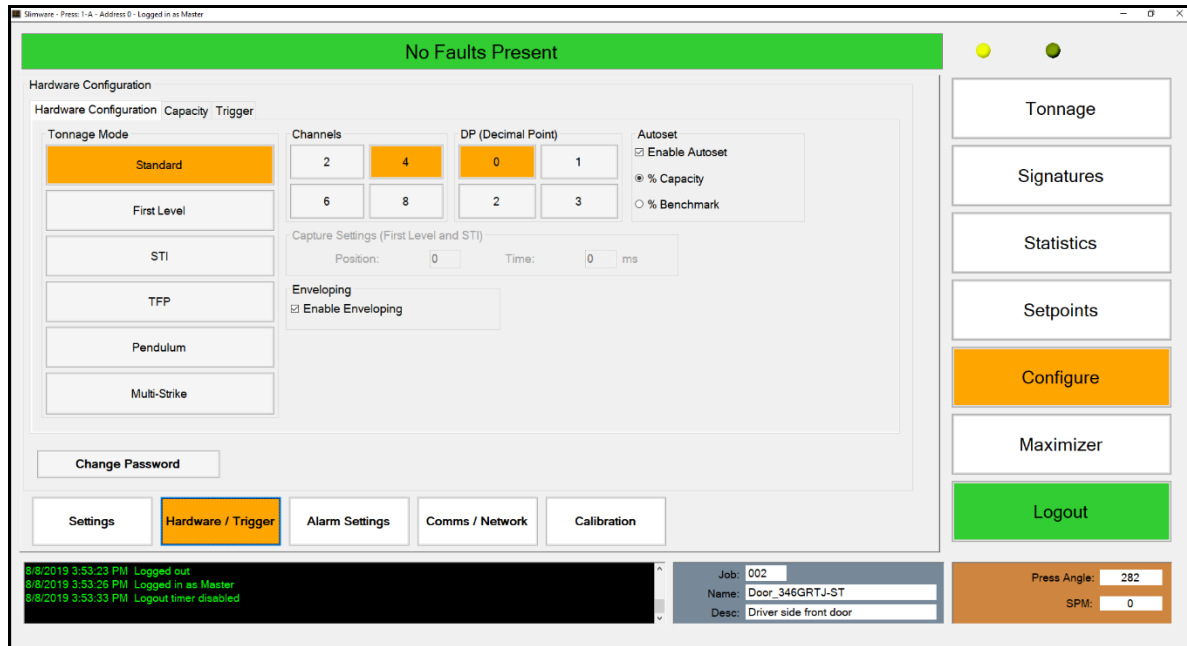 Slimware - Press: 1-A - Address 0 - Logged in as Master
No Faults Present
Hardware Configuration
Hardware Configuration Capacity Trigger
Tonnage Mode
Standard
First Level
STI
TFP
Pendulum
Multi-Strike
Channels
2 4
6 8
DP (Decimal Point)
0 1
2 3
Autoset
Enable Autoset
% Capacity
% Benchmark
Capture Settings (First Level and STI)
Position: 0 Time: 0 ms
Enveloping
Enable Enveloping
Change Password
Settings Hardware / Trigger Alarm Settings Comms / Network Calibration
Tonnage
Signatures
Statistics
Setpoints
Configure
Maximizer
Logout
8/8/2019 3:53:23 PM Logged out
8/8/2019 3:53:26 PM Logged in as Master
8/8/2019 3:53:33 PM Logout timer disabled
Job: 002
Name: Door_346GRTJ-ST
Desc: Driver side front door
Press Angle: 282
SPM: 0